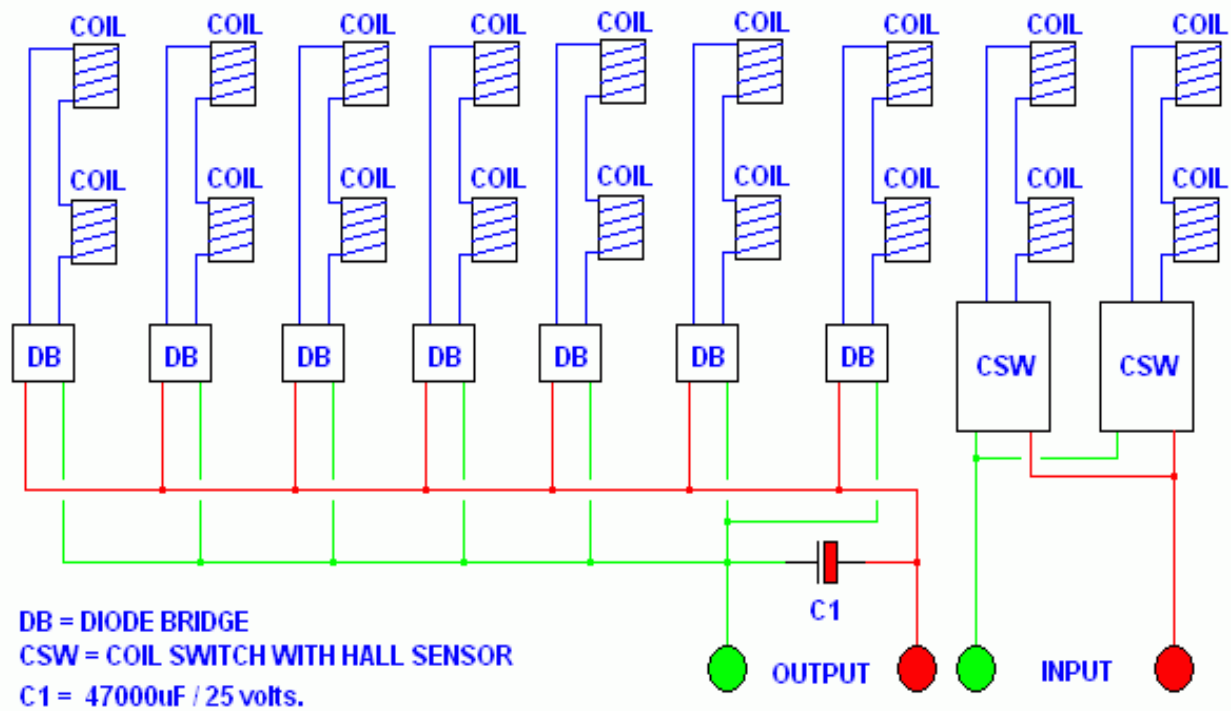 COIL COIL COIL COIL COIL COIL COIL COIL COIL
COIL COIL COIL COIL COIL COIL COIL COIL COIL
DB DB DB DB DB DB DB CSW CSW
C1
DB = DIODE BRIDGE
CSW = COIL SWITCH WITH HALL SENSOR
C1 = 47000uF / 25 volts.
OUTPUT INPUT